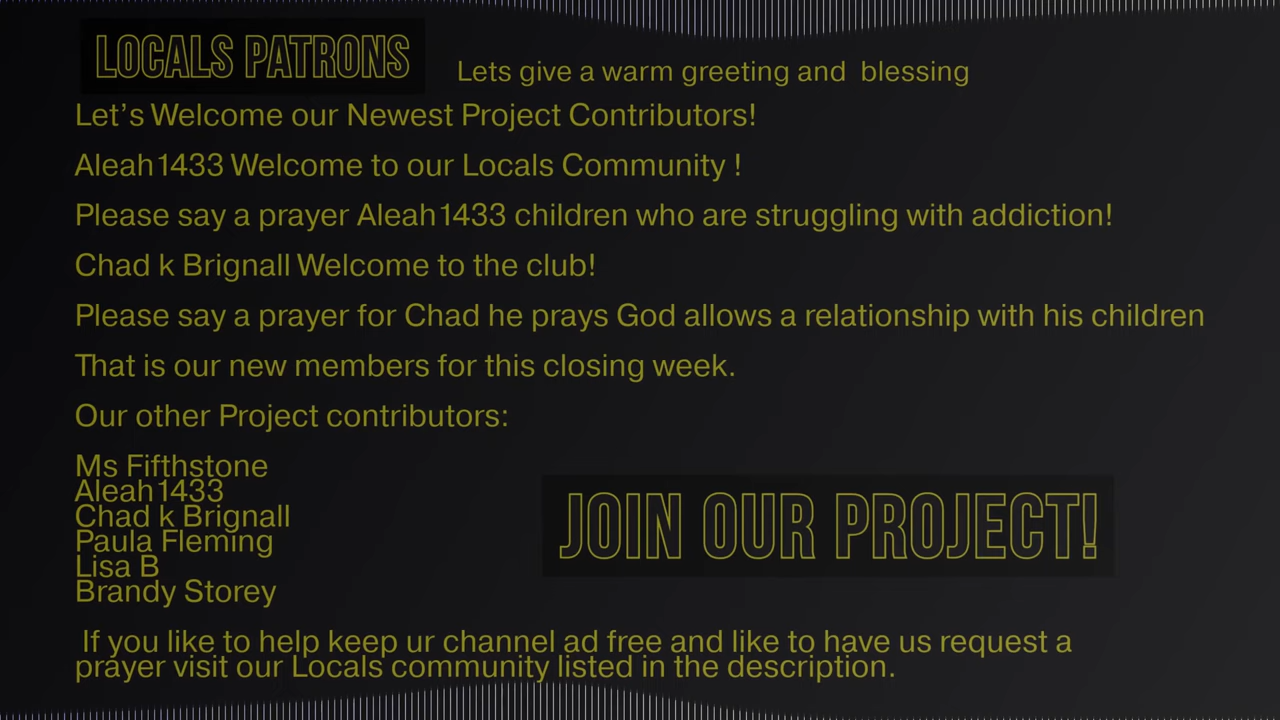 LOCALS PATRONS
Lets give a warm greeting and  blessing
Let's Welcome our Newest Project Contributors!
Aleah1433 Welcome to our Locals Community !
Please say a prayer Aleah1433 children who are struggling with addiction!
Chad k Brignall Welcome to the club!
Please say a prayer for Chad he prays God allows a relationship with his children
That is our new members for this closing week.
Our other Project contributors:
Ms Fifthstone
Aleah1433
Chad k Brignall
Paula Fleming
Lisa B
Brandy Storey
JOIN OUR PROJECT!
If you like to help keep ur channel ad free and like to have us request a
prayer visit our Locals community listed in the description.